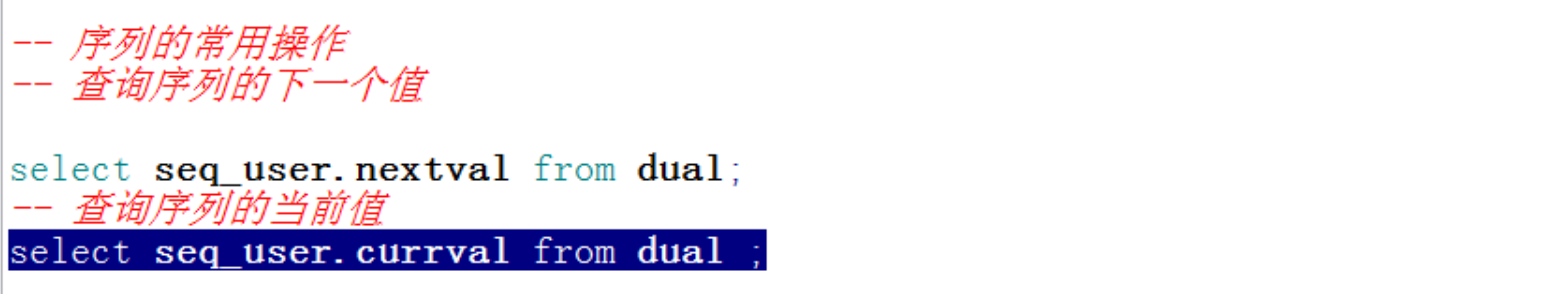 -- 序列的常用操作
-- 查询序列的下一个值
select seq_user.nextval from dual;
-- 查询序列的当前值
select seq_user.currval from dual ;